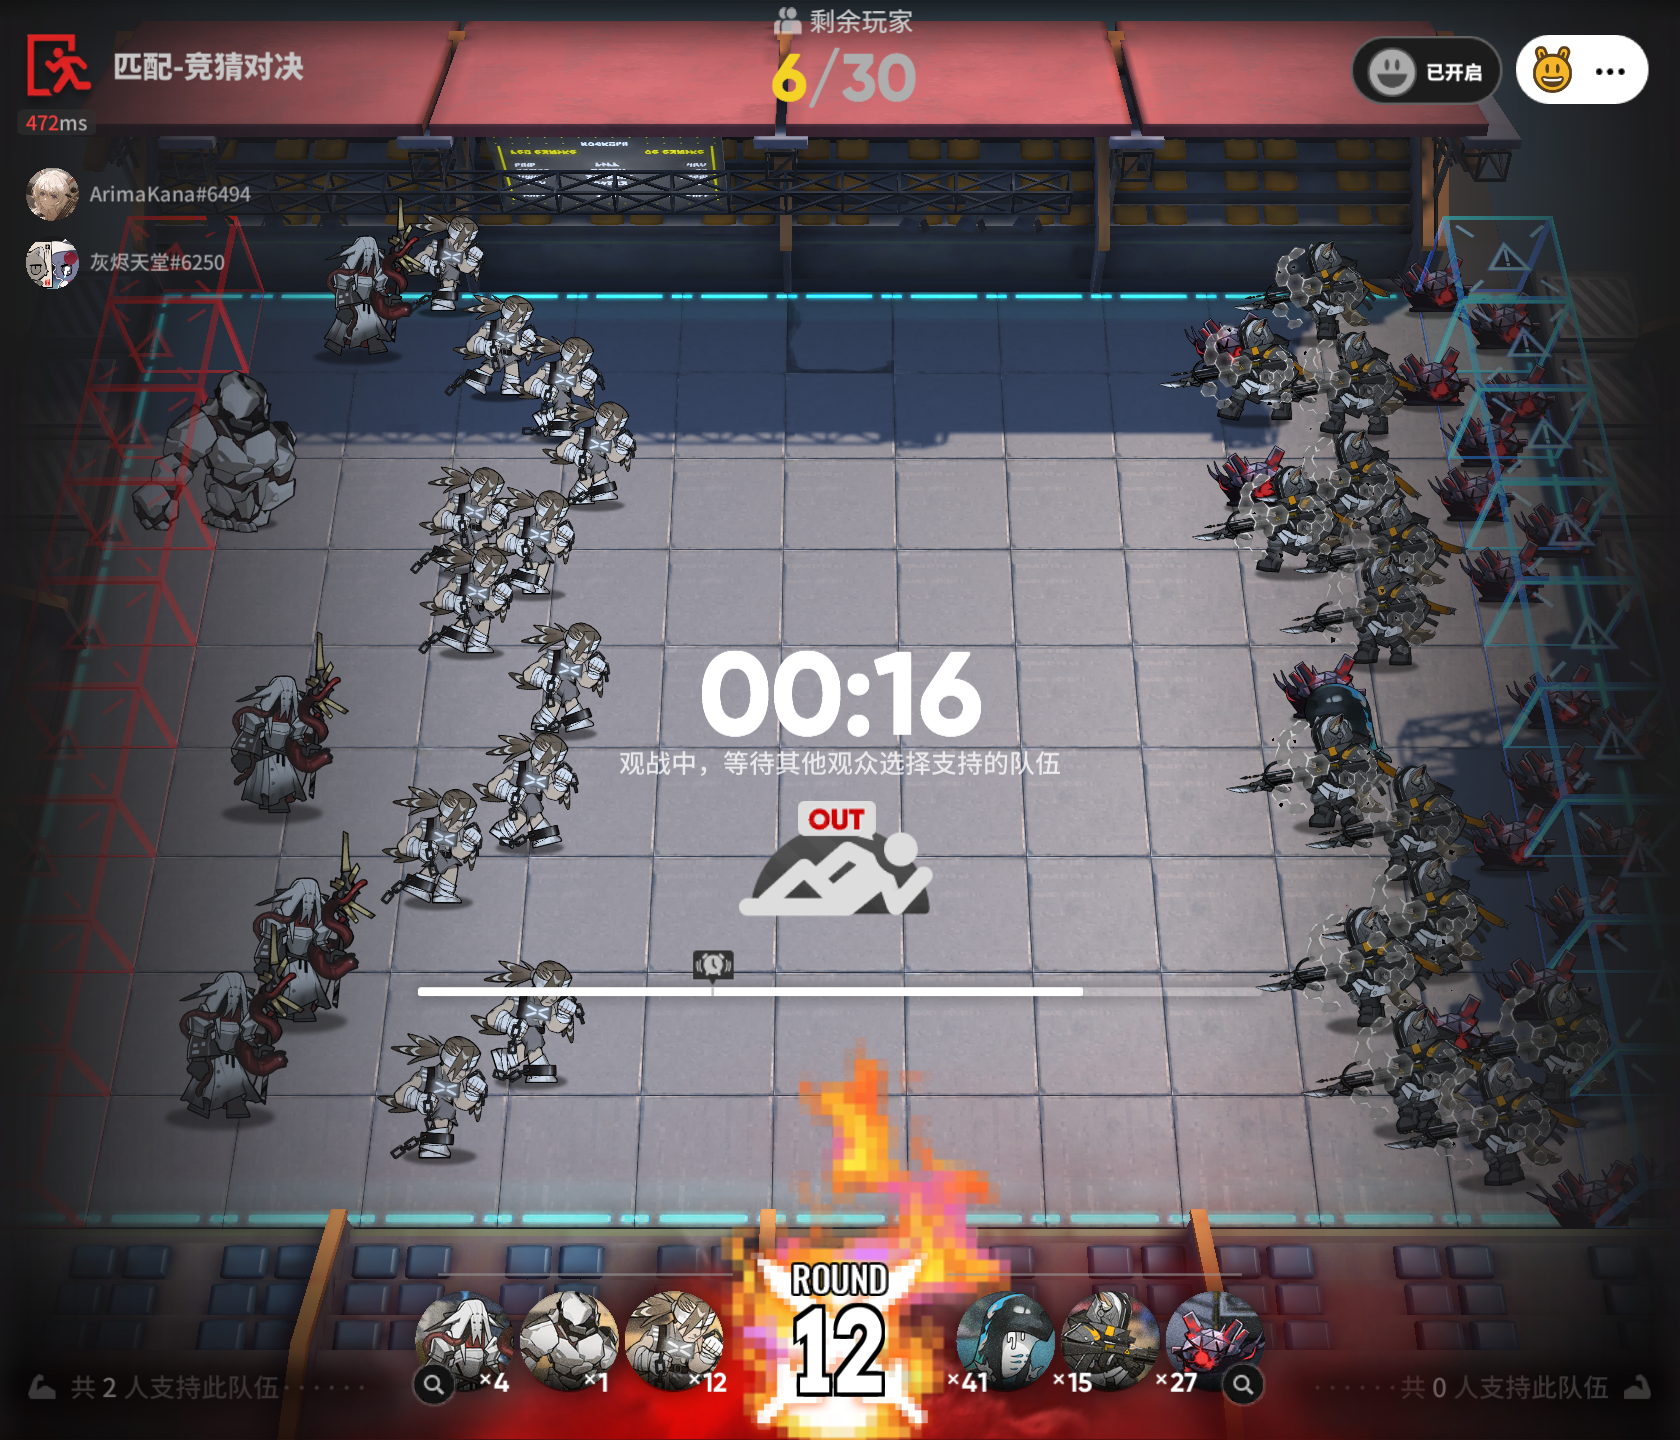 剩余玩家
6/30
匹配-竞猜对决
已开启
472ms
ArimaKana#6494
灰烬天堂#6250
00:16
观战中，等待其他观众选择支持的队伍
OUT
ROUND
12
×4
×1
×12
×41
×15
×27
共 2 人支持此队伍······
······共 0 人支持此队伍